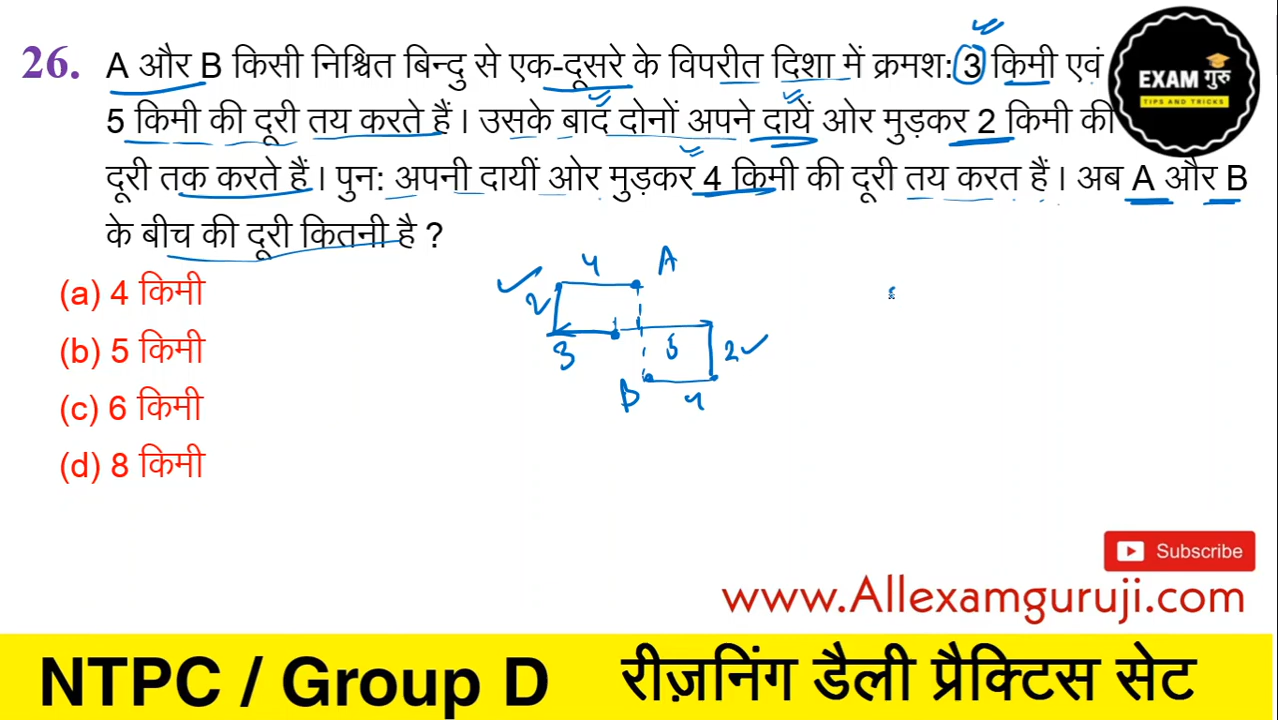 26. A और B किसी निश्चित बिन्दु से एक-दूसरे के विपरीत दिशा में क्रमश: 3 किमी एवं
5 किमी की दूरी तय करते हैं। उसके बाद दोनों अपने दायें ओर मुड़कर 2 किमी की
दूरी तक करते हैं। पुन: अपनी दायीं ओर मुड़कर 4 किमी की दूरी तय करत हैं। अब A और B
के बीच की दूरी कितनी है ?
EXAM गुरु
TIPS AND TRICKS
(a) 4 किमी
(b) 5 किमी
(c) 6 किमी
(d) 8 किमी
4 A
2
3 5 2
B 4
Subscribe
www.Allexamguruji.com
NTPC / Group D रीज़निंग डैली प्रैक्टिस सेट